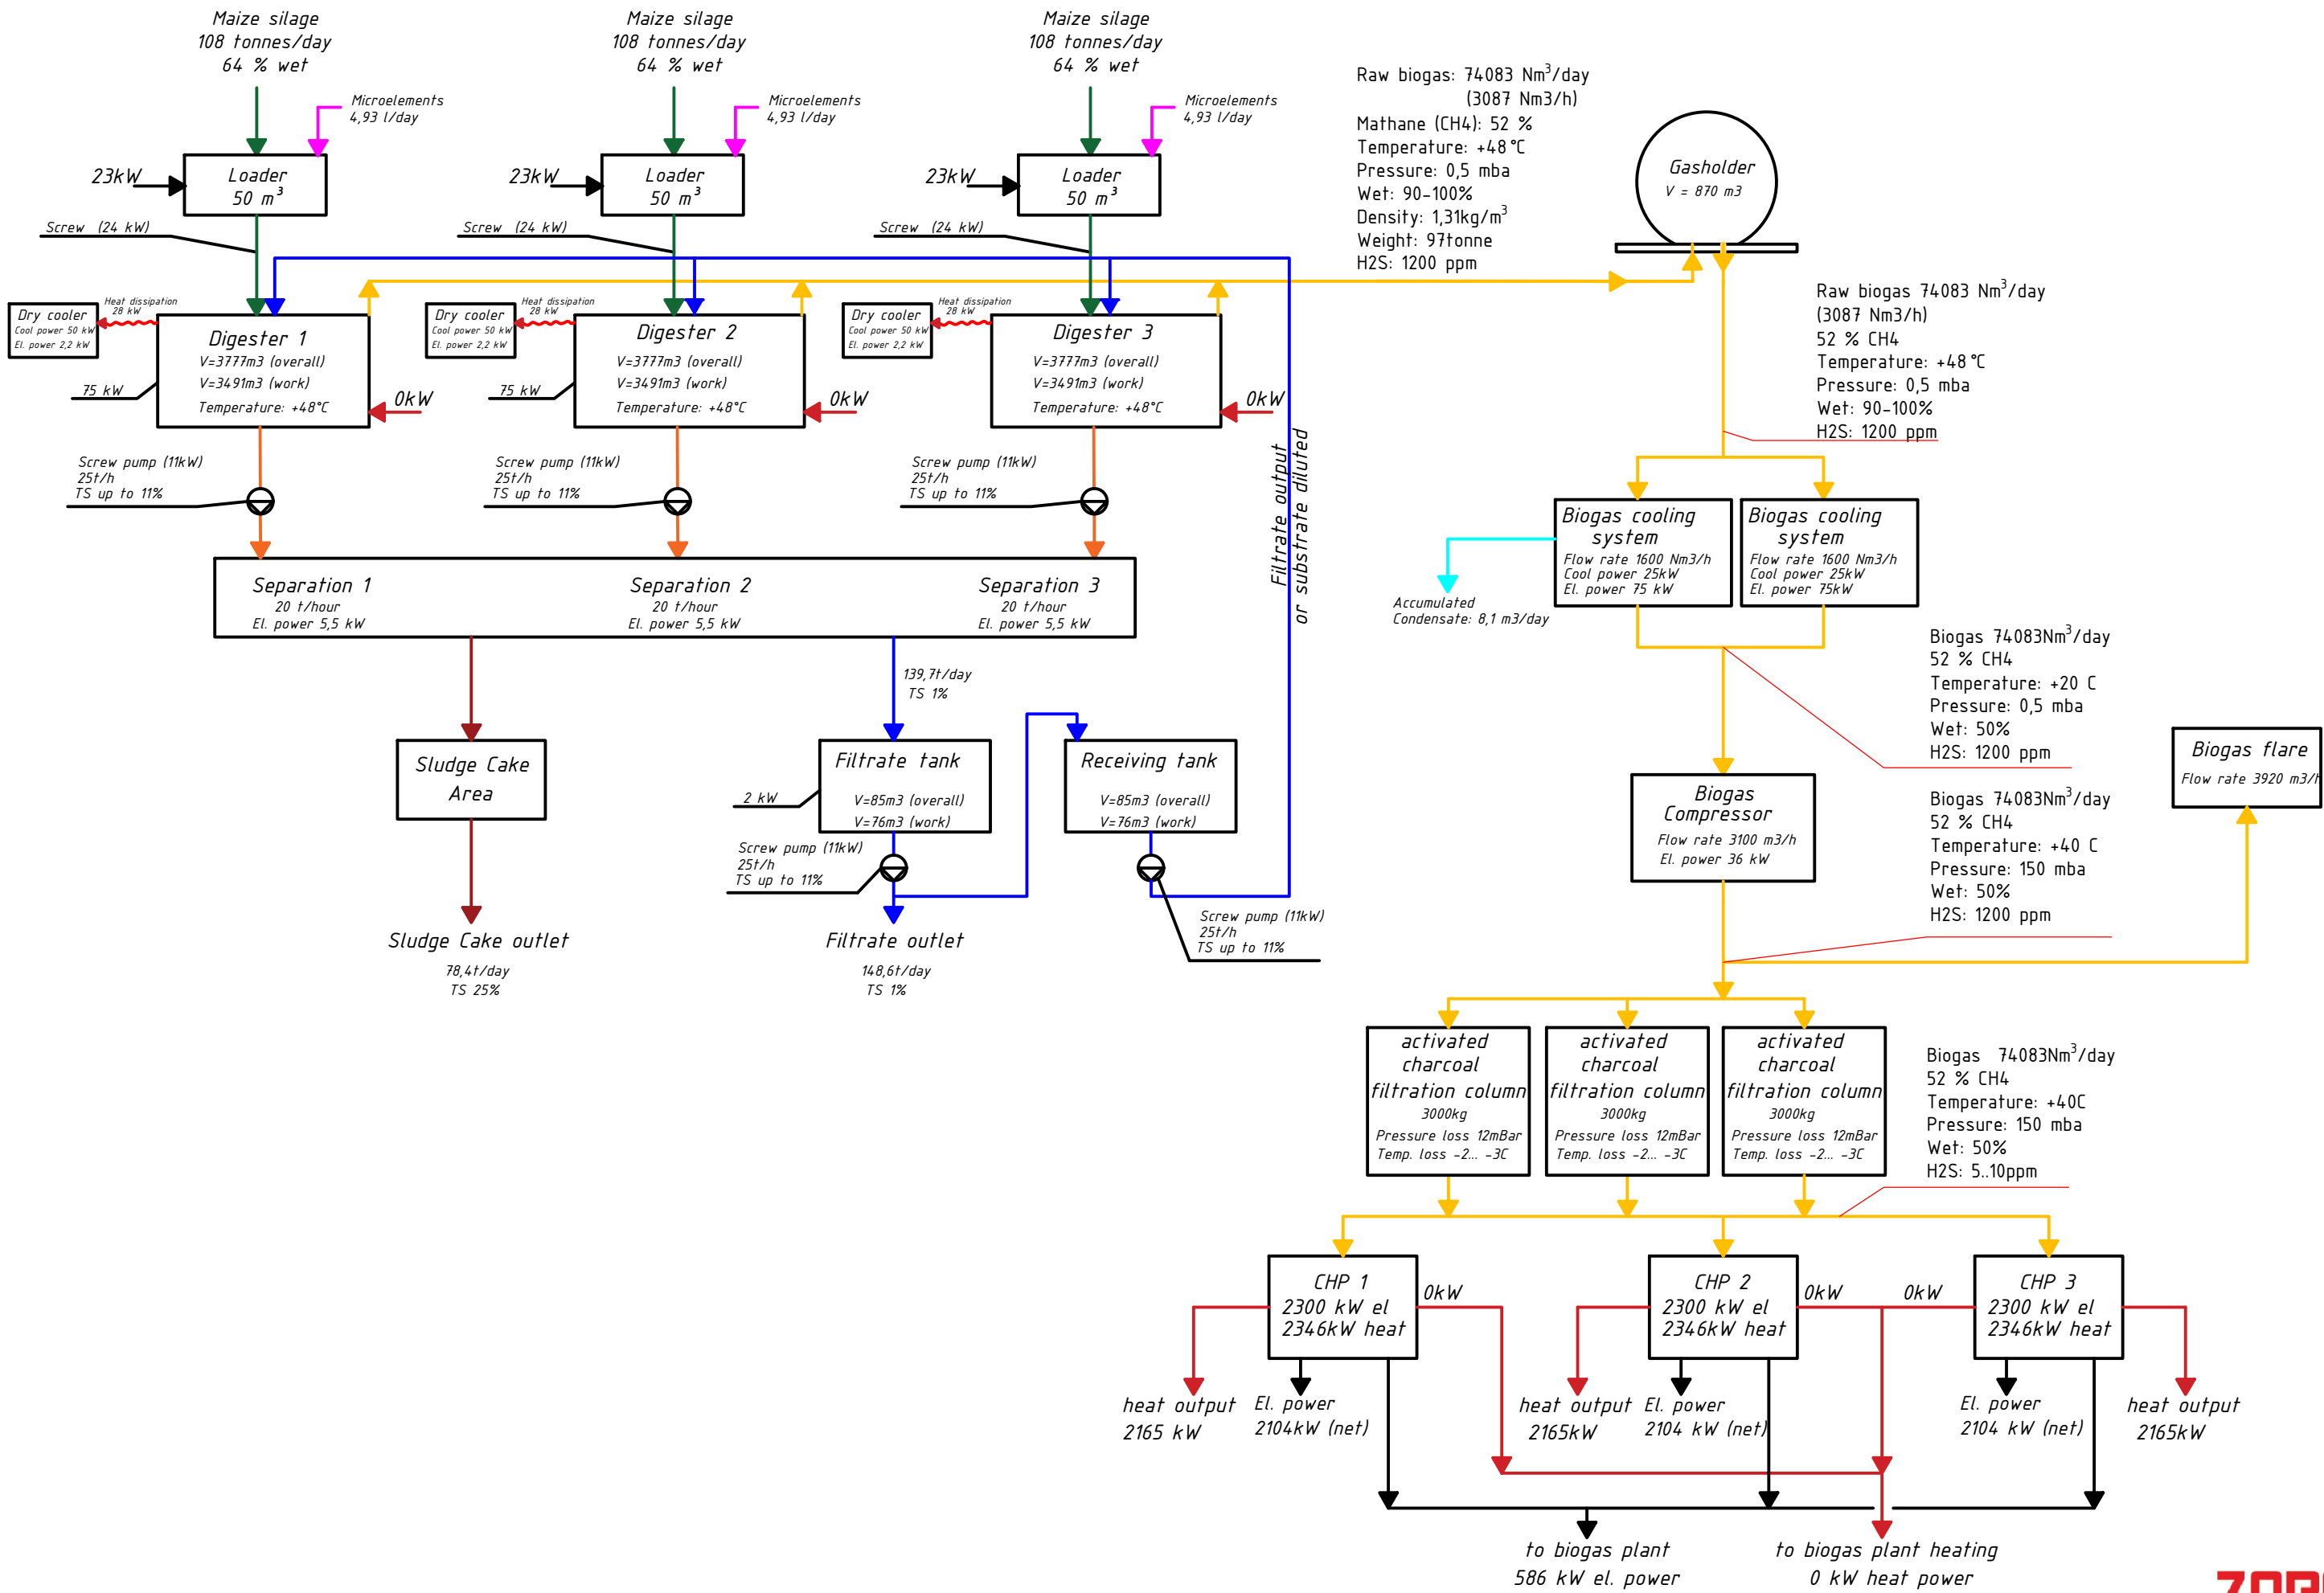 Maize silage
108 tonnes/day
64 % wet
Maize silage
108 tonnes/day
64 % wet
Maize silage
108 tonnes/day
64 % wet
Microelements
4,93 l/day
Microelements
4,93 l/day
Microelements
4,93 l/day
23kW
Loader
50 m³
23kW
Loader
50 m³
23kW
Loader
50 m³
Screw (24 kW)
Screw (24 kW)
Screw (24 kW)
Raw biogas: 74083 Nm³/day
(3087 Nm3/h)
Mathane (CH4): 52 %
Temperature: +48°C
Pressure: 0,5 mba
Wet: 90-100%
Density: 1,31kg/m³
Weight: 97tonne
H2S: 1200 ppm
Gasholder
V = 870 m3
Dry cooler
Cool power 50 kW
El. power 2,2 kW
Heat dissipation
28 kW
Digester 1
V=3777m3 (overall)
V=3491m3 (work)
Temperature: +48°C
75 kW
0kW
Dry cooler
Cool power 50 kW
El. power 2,2 kW
Heat dissipation
28 kW
Digester 2
V=3777m3 (overall)
V=3491m3 (work)
Temperature: +48°C
75 kW
0kW
Dry cooler
Cool power 50 kW
El. power 2,2 kW
Heat dissipation
28 kW
Digester 3
V=3777m3 (overall)
V=3491m3 (work)
Temperature: +48°C
0kW
Raw biogas 74083 Nm³/day
(3087 Nm3/h)
52 % CH4
Temperature: +48°C
Pressure: 0,5 mba
Wet: 90-100%
H2S: 1200 ppm
Screw pump (11kW)
25t/h
TS up to 11%
Screw pump (11kW)
25t/h
TS up to 11%
Screw pump (11kW)
25t/h
TS up to 11%
Filtrate output
or substrate diluted
Biogas cooling
system
Flow rate 1600 Nm3/h
Cool power 25kW
El. power 75 kW
Biogas cooling
system
Flow rate 1600 Nm3/h
Cool power 25kW
El. power 75kW
Accumulated
Condensate: 8,1 m3/day
Separation 1
20 t/hour
El. power 5,5 kW
Separation 2
20 t/hour
El. power 5,5 kW
Separation 3
20 t/hour
El. power 5,5 kW
139,7t/day
TS 1%
Biogas 74083Nm³/day
52 % CH4
Temperature: +20 C
Pressure: 0,5 mba
Wet: 50%
H2S: 1200 ppm
Sludge Cake
Area
Filtrate tank
V=85m3 (overall)
V=76m3 (work)
2 kW
Receiving tank
V=85m3 (overall)
V=76m3 (work)
Biogas
Compressor
Flow rate 3100 m3/h
El. power 36 kW
Biogas flare
Flow rate 3920 m3/h
Biogas 74083Nm³/day
52 % CH4
Temperature: +40 C
Pressure: 150 mba
Wet: 50%
H2S: 1200 ppm
Screw pump (11kW)
25t/h
TS up to 11%
Screw pump (11kW)
25t/h
TS up to 11%
Sludge Cake outlet
78,4t/day
TS 25%
Filtrate outlet
148,6t/day
TS 1%
activated
charcoal
filtration column
3000kg
Pressure loss 12mBar
Temp. loss -2... -3C
activated
charcoal
filtration column
3000kg
Pressure loss 12mBar
Temp. loss -2... -3C
activated
charcoal
filtration column
3000kg
Pressure loss 12mBar
Temp. loss -2... -3C
Biogas 74083Nm³/day
52 % CH4
Temperature: +40C
Pressure: 150 mba
Wet: 50%
H2S: 5..10ppm
CHP 1
2300 kW el
2346kW heat
0kW
CHP 2
2300 kW el
2346kW heat
0kW
0kW
CHP 3
2300 kW el
2346kW heat
heat output
2165 kW
El. power
2104kW (net)
heat output
2165kW
El. power
2104 kW (net)
El. power
2104 kW (net)
heat output
2165kW
to biogas plant
586 kW el. power
to biogas plant heating
0 kW heat power